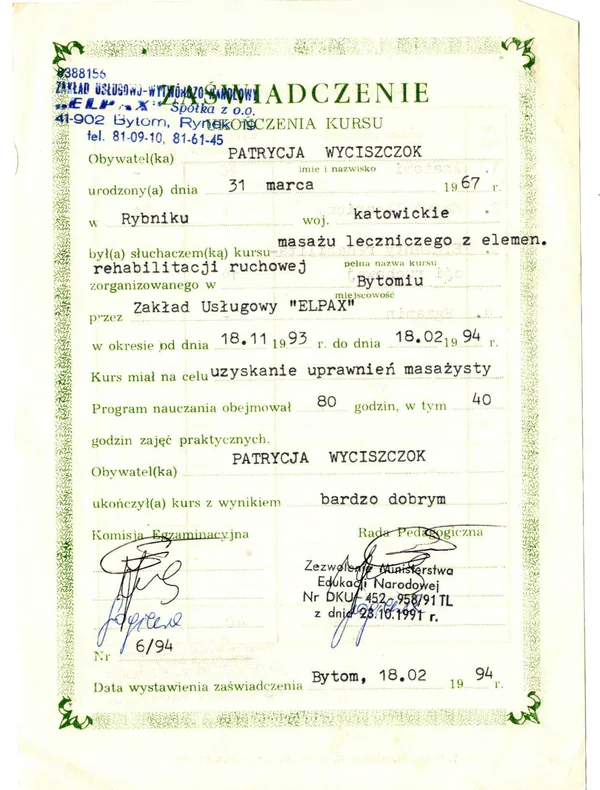 0388156
ZAKŁAD USŁUGOWO-WYTWÓRCZO-HANDLOWY
„ELPAX" Spółka z o.o.
41-902 Bytom, Rynek 19
tel. 81-09-10, 81-61-45
ZAŚWIADCZENIE
UKOŃCZENIA KURSU
Obywatel(ka) PATRYCJA WYCISZCZOK
imię i nazwisko
urodzony(a) dnia 31 marca 1967 r.
w Rybniku woj. katowickie
był(a) słuchaczem(ką) kursu masażu leczniczego z elemen.
rehabilitacji ruchowej pełna nazwa kursu
zorganizowanego w Bytomiu
miejscowość
przez Zakład Usługowy "ELPAX"
w okresie od dnia 18.11 1993 r. do dnia 18.02 1994 r.
Kurs miał na celu uzyskanie uprawnień masażysty
Program nauczania obejmował 80 godzin, w tym 40
godzin zajęć praktycznych.
Obywatel(ka) PATRYCJA WYCISZCZOK
ukończył(a) kurs z wynikiem bardzo dobrym
Komisja Egzaminacyjna Rada Pedagogiczna
Zezwolenie Ministerstwa
Edukacji Narodowej
Nr DKU-452-958/91 TL
z dnia 23.10.1991 r.
Nr 6/94
Data wystawienia zaświadczenia Bytom, 18.02 1994 r.